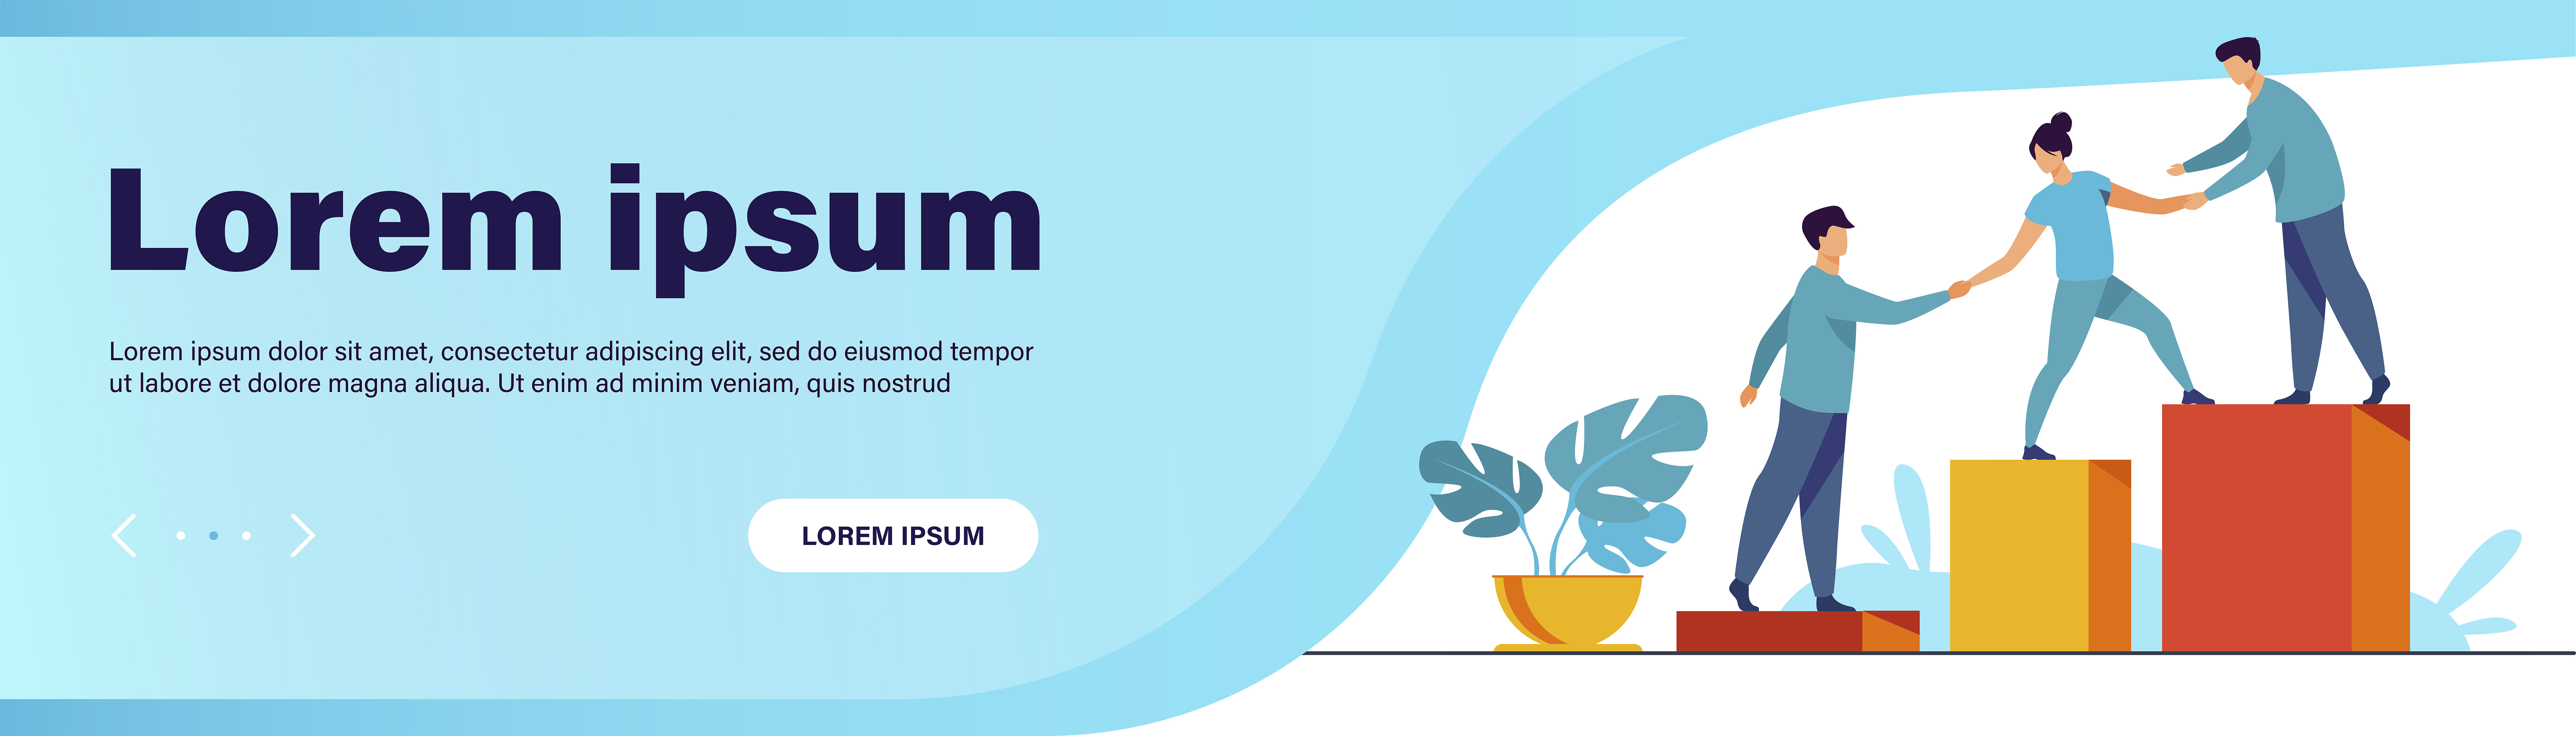 Lorem ipsum
Lorem ipsum dolor sit amet, consectetur adipiscing elit, sed do eiusmod tempor
ut labore et dolore magna aliqua. Ut enim ad minim veniam, quis nostrud
LOREM IPSUM